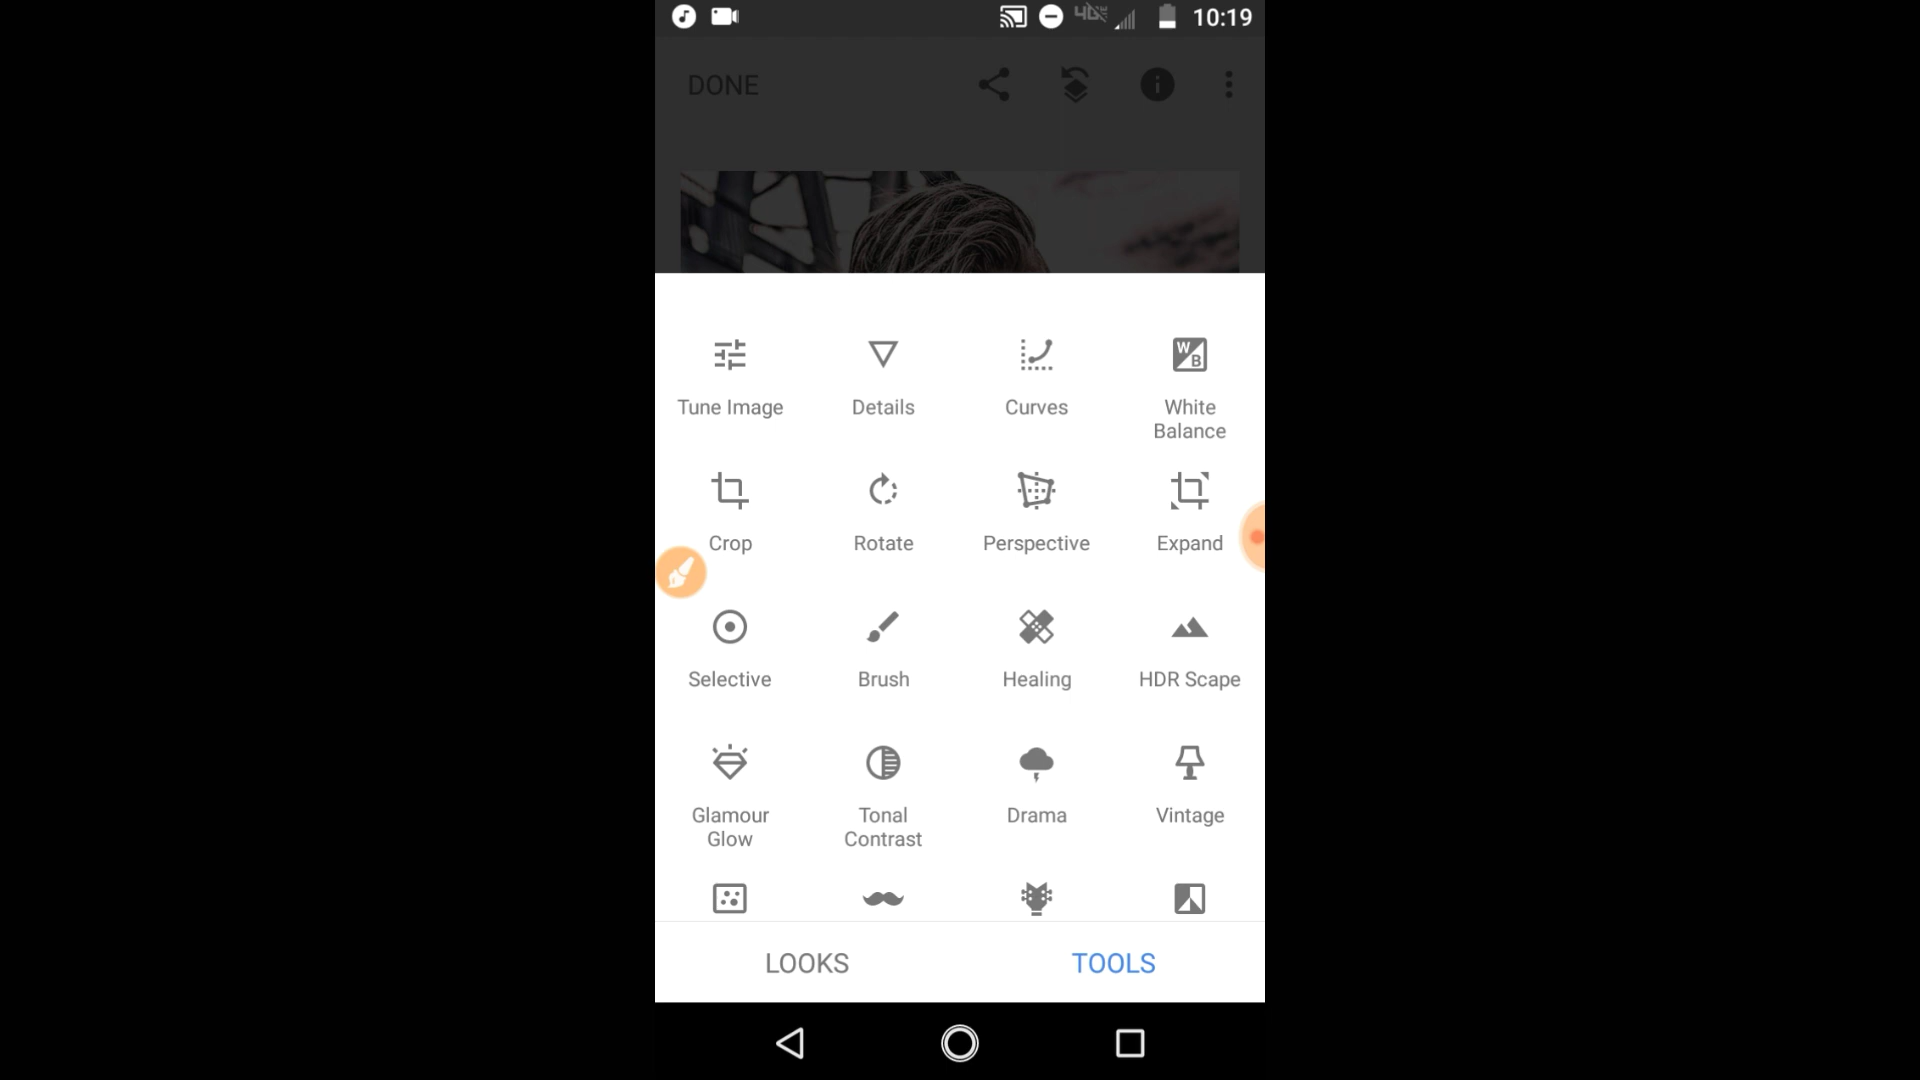 10:19
DONE
Tune Image
Details
Curves
White
Balance
Crop
Rotate
Perspective
Expand
Selective
Brush
Healing
HDR Scape
Glamour
Glow
Tonal
Contrast
Drama
Vintage
LOOKS
TOOLS